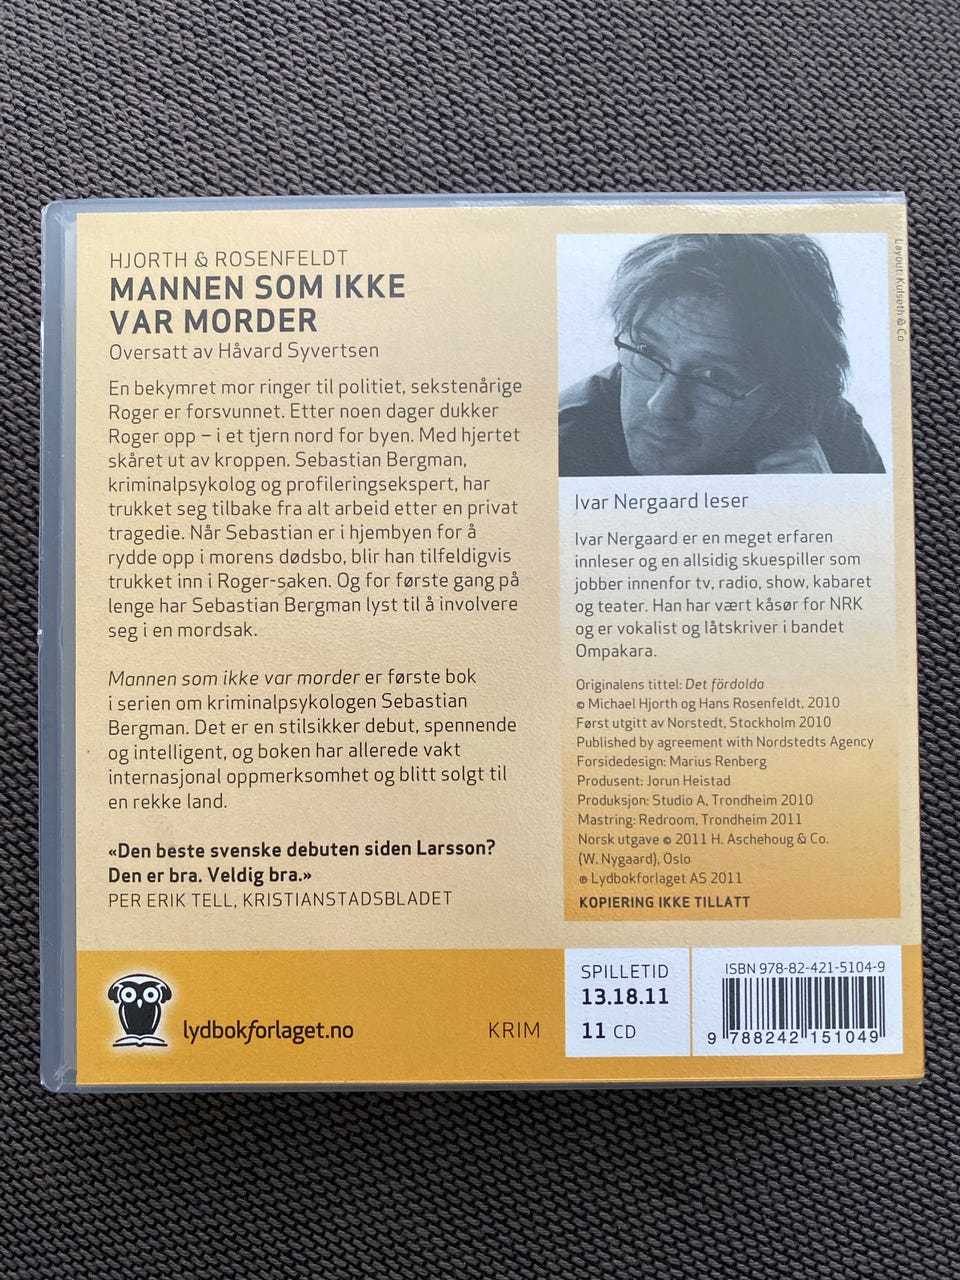 HJORTH & ROSENFELDT
MANNEN SOM IKKE
VAR MORDER
Oversatt av Håvard Syvertsen
En bekymret mor ringer til politiet, sekstenårige
Roger er forsvunnet. Etter noen dager dukker
Roger opp – i et tjern nord for byen. Med hjertet
skåret ut av kroppen. Sebastian Bergman,
kriminalpsykolog og profileringsekspert, har
trukket seg tilbake fra alt arbeid etter en privat
tragedie. Når Sebastian er i hjembyen for å
rydde opp i morens dødsbo, blir han tilfeldigvis
trukket inn i Roger-saken. Og for første gang på
lenge har Sebastian Bergman lyst til å involvere
seg i en mordsak.
Mannen som ikke var morder er første bok
i serien om kriminalpsykologen Sebastian
Bergman. Det er en stilsikker debut, spennende
og intelligent, og boken har allerede vakt
internasjonal oppmerksomhet og blitt solgt til
en rekke land.
«Den beste svenske debuten siden Larsson?
Den er bra. Veldig bra.»
PER ERIK TELL, KRISTIANSTADSBLADET
Layout: Kulseth & Co
Ivar Nergaard leser
Ivar Nergaard er en meget erfaren
innleser og en allsidig skuespiller som
jobber innenfor tv, radio, show, kabaret
og teater. Han har vært kåsør for NRK
og er vokalist og låtskriver i bandet
Ompakara.
Originalens tittel: Det fördolda
© Michael Hjorth og Hans Rosenfeldt, 2010
Først utgitt av Norstedt, Stockholm 2010
Published by agreement with Nordstedts Agency
Forsidedesign: Marius Renberg
Produsent: Jorun Heistad
Produksjon: Studio A, Trondheim 2010
Mastring: Redroom, Trondheim 2011
Norsk utgave © 2011 H. Aschehoug & Co.
(W. Nygaard), Oslo
℗ Lydbokforlaget AS 2011
KOPIERING IKKE TILLATT
lydbokforlaget.no
KRIM
SPILLETID
13.18.11
11 CD
ISBN 978-82-421-5104-9
9 788242 151049